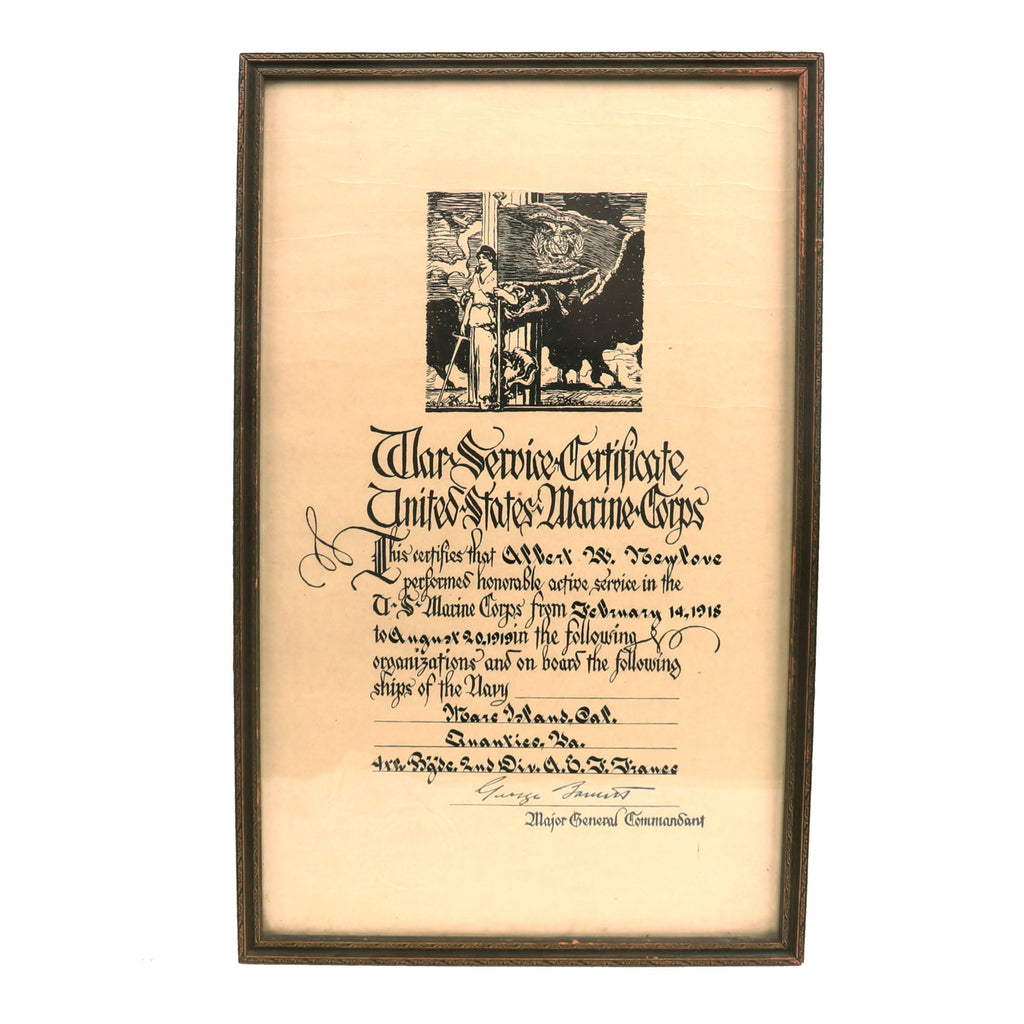 War Service Certificate
United States Marine Corps
This certifies that Albert W. Newlove
performed honorable active service in the
U-S-Marine Corps from February 14, 1918
to August 20, 1919 in the following
organizations and on board the following
ships of the Navy
Mare Island, Cal.
Quantico, Va.
4th Bgde. 2nd Div. A.E.F. France
George Barnett
Major General Commandant